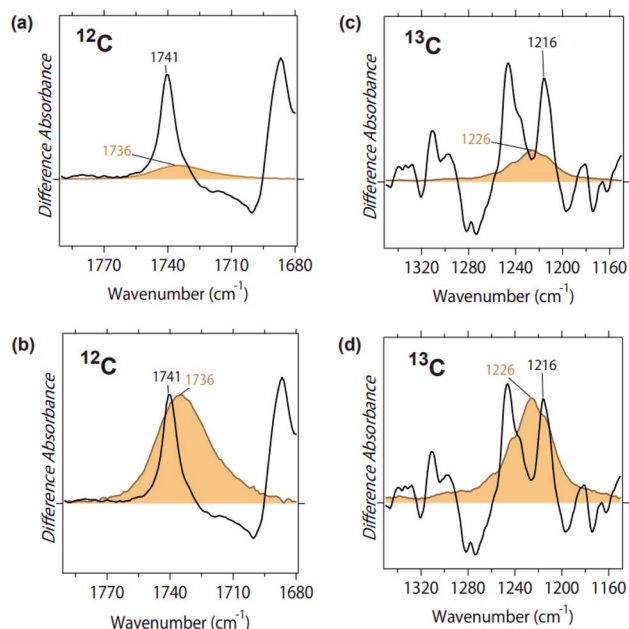 (a)
12C
1741
1736
Difference Absorbance
1770 1740 1710 1680
Wavenumber (cm-1)
(c)
13C
1216
1226
Difference Absorbance
1320 1280 1240 1200 1160
Wavenumber (cm-1)
(b)
12C
1741 1736
Difference Absorbance
1770 1740 1710 1680
Wavenumber (cm-1)
(d)
13C
1226 1216
Difference Absorbance
1320 1280 1240 1200 1160
Wavenumber (cm-1)